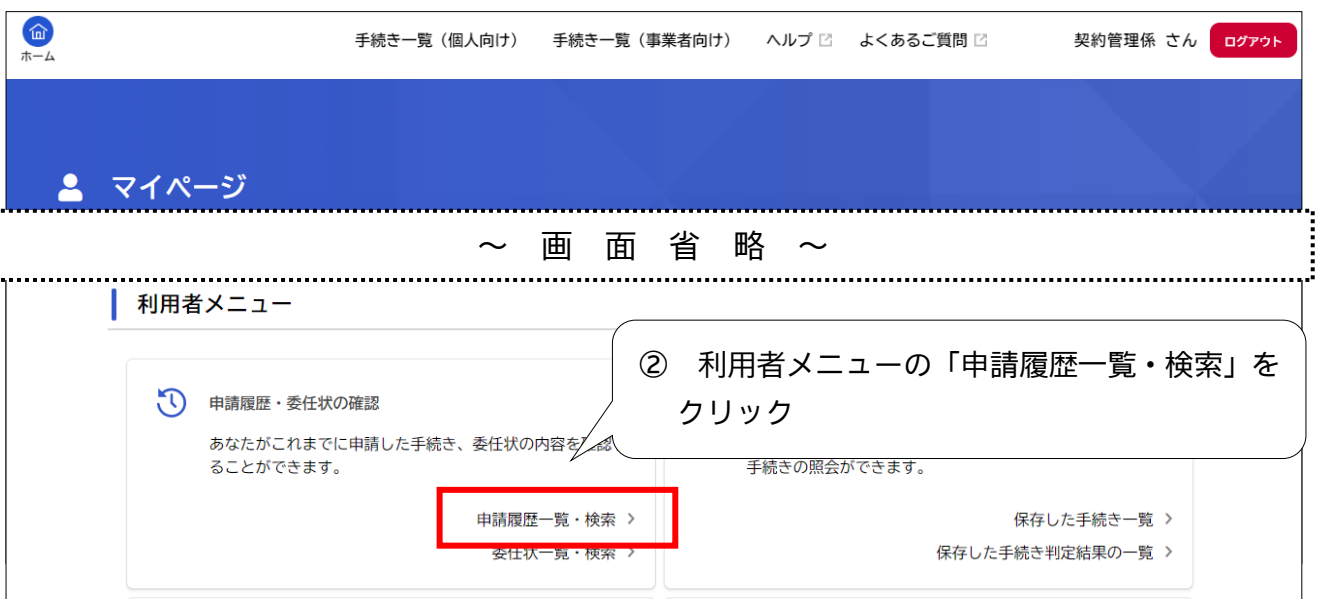 ホーム
手続き一覧（個人向け） 手続き一覧（事業者向け） ヘルプ よくあるご質問 契約管理係 さん ログアウト
マイページ
～ 画 面 省 略 ～
利用者メニュー
② 利用者メニューの「申請履歴一覧・検索」を
クリック
申請履歴・委任状の確認
あなたがこれまでに申請した手続き、委任状の内容を
ることができます。
申請履歴一覧・検索
委任状一覧・検索
手続きの照会ができます。
保存した手続き一覧
保存した手続き判定結果の一覧